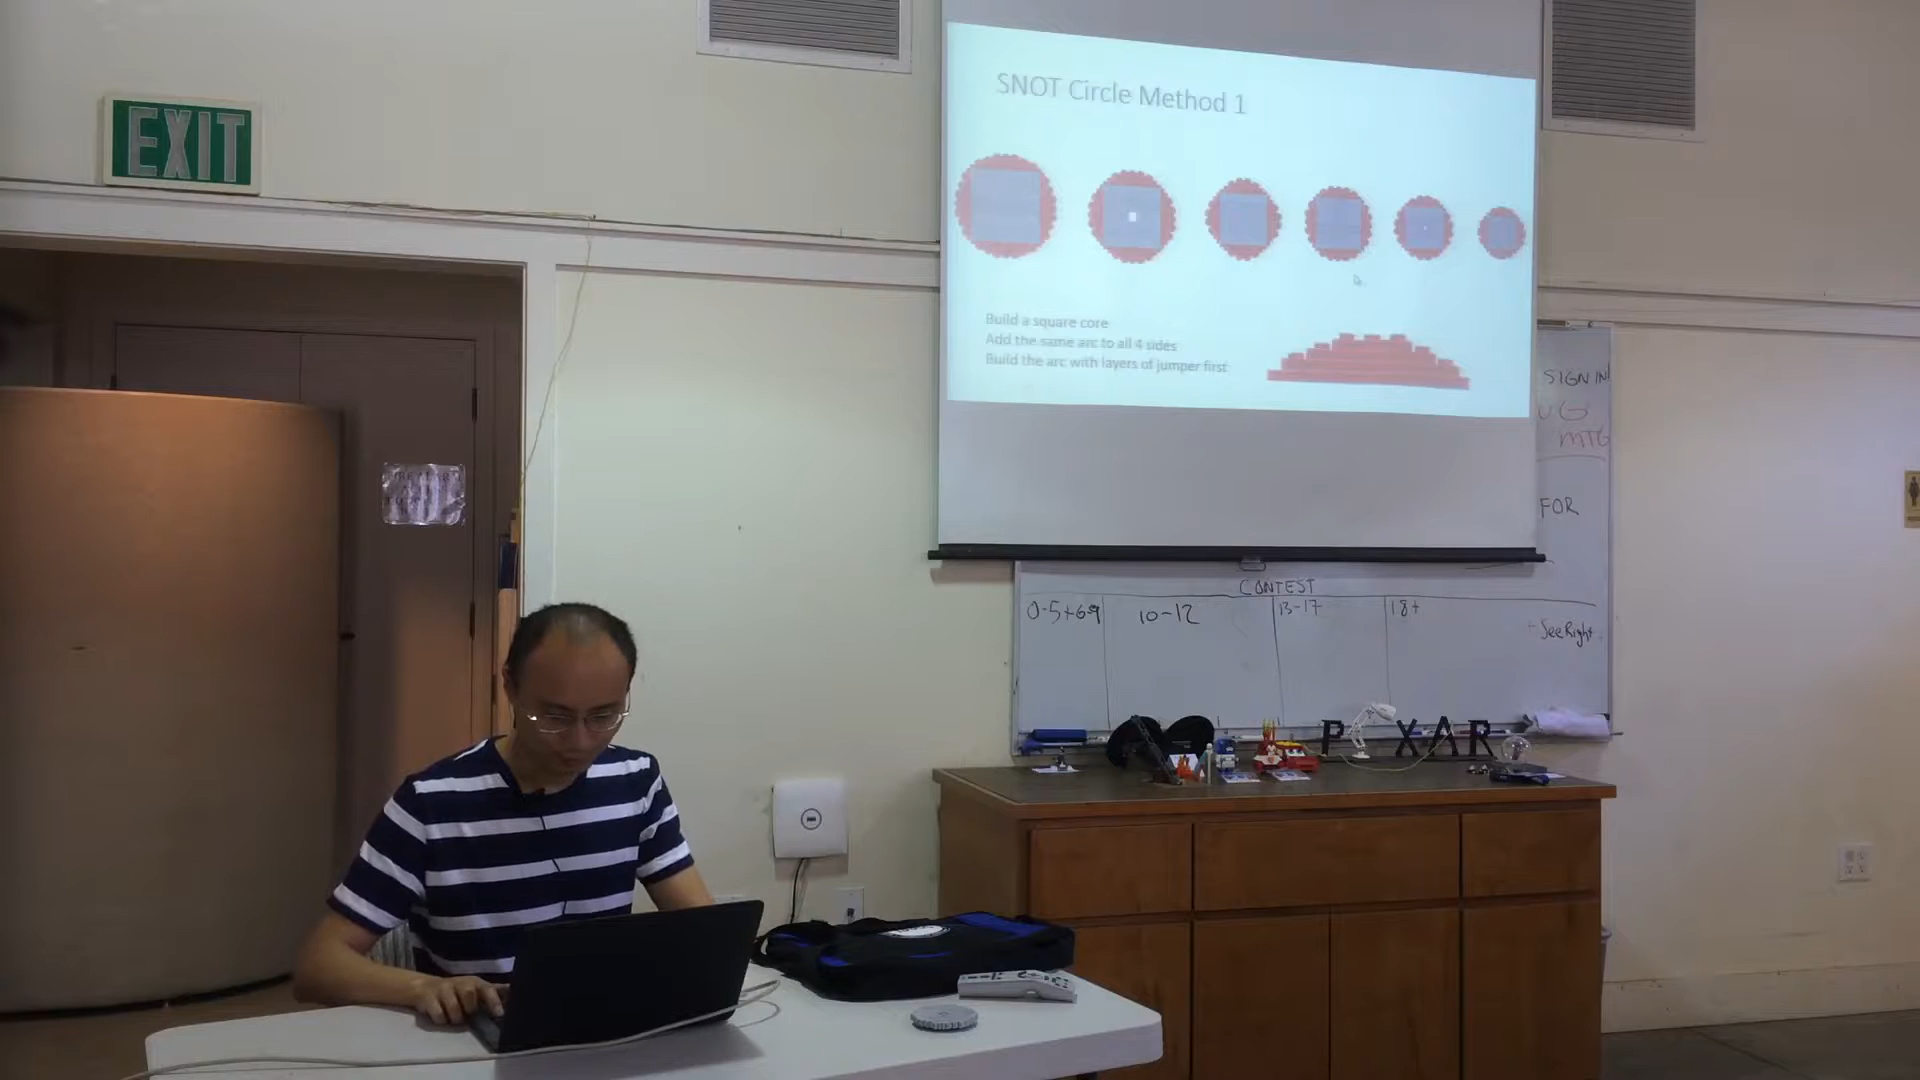 EXIT
SNOT Circle Method 1
Build a square core
Add the same arc to all 4 sides
Build the arc with layers of jumper first
SIGN IN!
UG
MTG
FOR
CONTEST
0-5+6-9
10-12
13-17
18+
See Right
P XAR